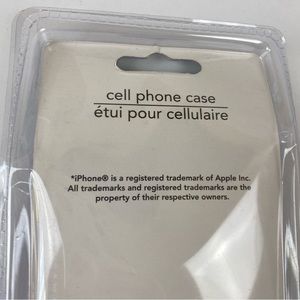 cell phone case
étui pour cellulaire
*iPhone® is a registered trademark of Apple Inc.
All trademarks and registered trademarks are the
property of their respective owners.